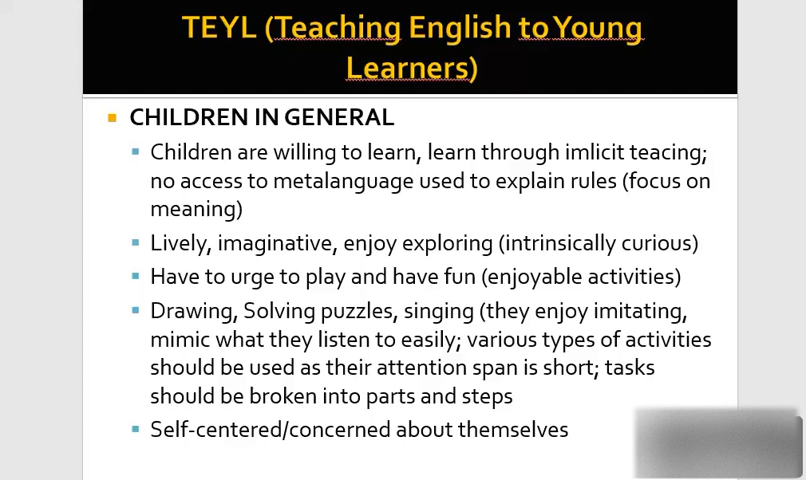 TEYL (Teaching English to Young
Learners)
CHILDREN IN GENERAL
Children are willing to learn, learn through imlicit teacing;
no access to metalanguage used to explain rules (focus on
meaning)
Lively, imaginative, enjoy exploring (intrinsically curious)
Have to urge to play and have fun (enjoyable activities)
Drawing, Solving puzzles, singing (they enjoy imitating,
mimic what they listen to easily; various types of activities
should be used as their attention span is short; tasks
should be broken into parts and steps
Self-centered/concerned about themselves